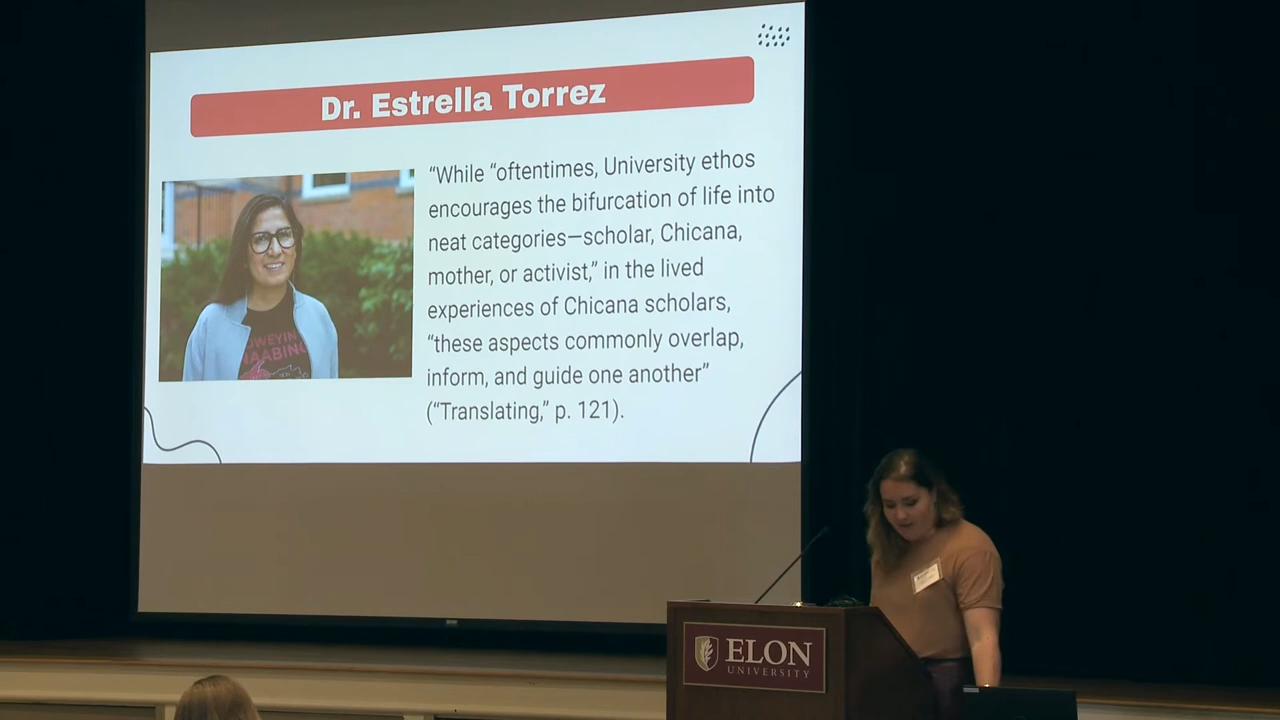 Dr. Estrella Torrez
“While “oftentimes, University ethos
encourages the bifurcation of life into
neat categories—scholar, Chicana,
mother, or activist,” in the lived
experiences of Chicana scholars,
“these aspects commonly overlap,
inform, and guide one another”
(“Translating,” p. 121).
ELON
UNIVERSITY